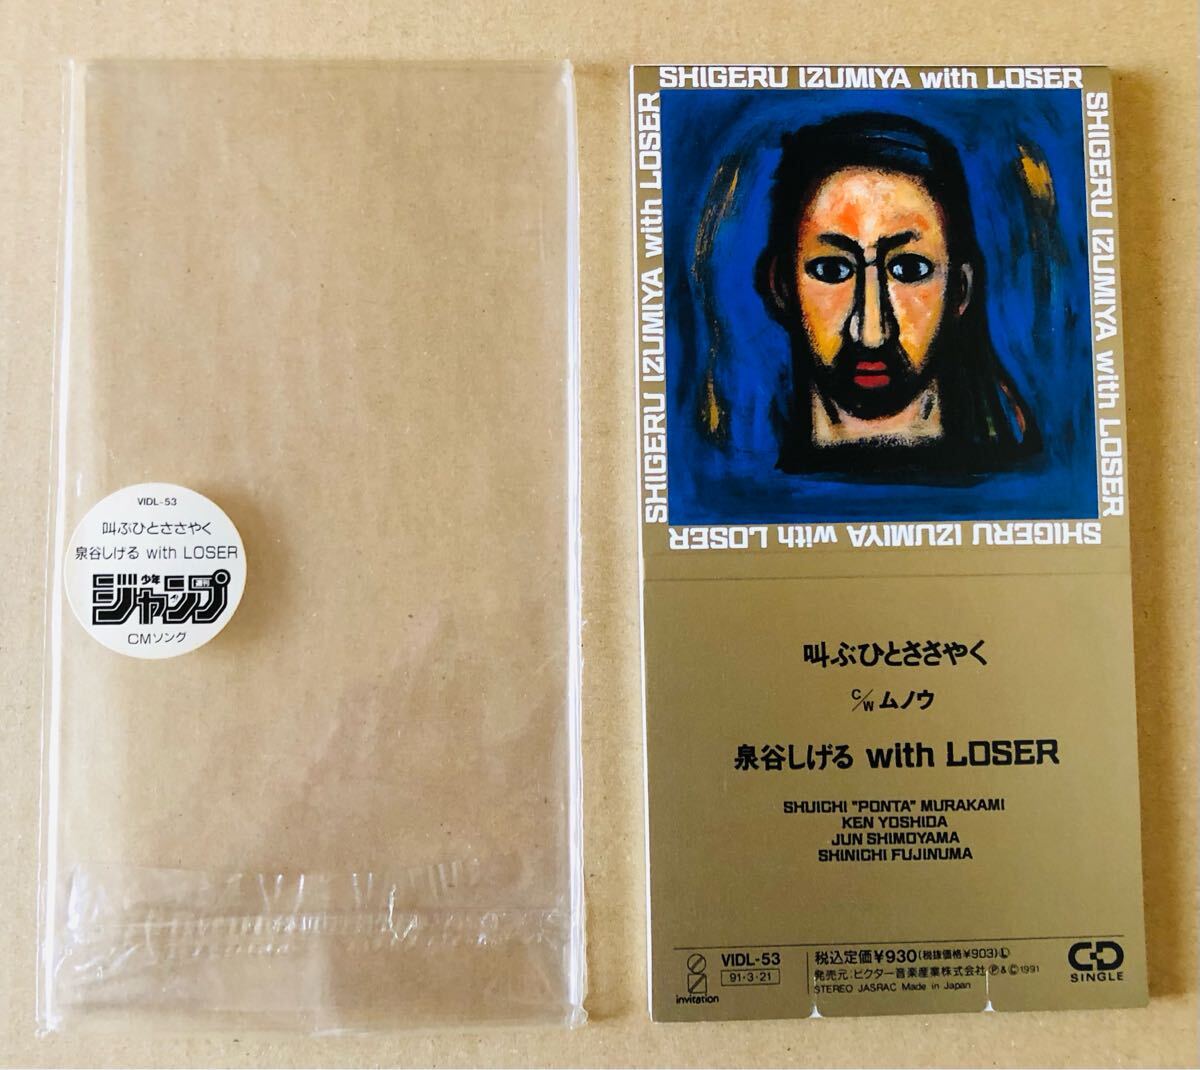 VIDL-53
叫ぶひとささやく
泉谷しげる with LOSER
週刊少年ジャンプ
CMソング
SHIGERU IZUMIYA with LOSER
SHIGERU IZUMIYA with LOSER
SHIGERU IZUMIYA with LOSER
SHIGERU IZUMIYA with LOSER
叫ぶひとささやく
C/W ムノウ
泉谷しげる with LOSER
SHUICHI "PONTA" MURAKAMI
KEN YOSHIDA
JUN SHIMOYAMA
SHINICHI FUJINUMA
invitation
VIDL-53
91·3·21
税込定価¥930(税抜価格¥903)Ⓛ
発売元:ビクター音楽産業株式会社 Ⓟ&Ⓒ1991
STEREO JASRAC Made in Japan
CD
SINGLE